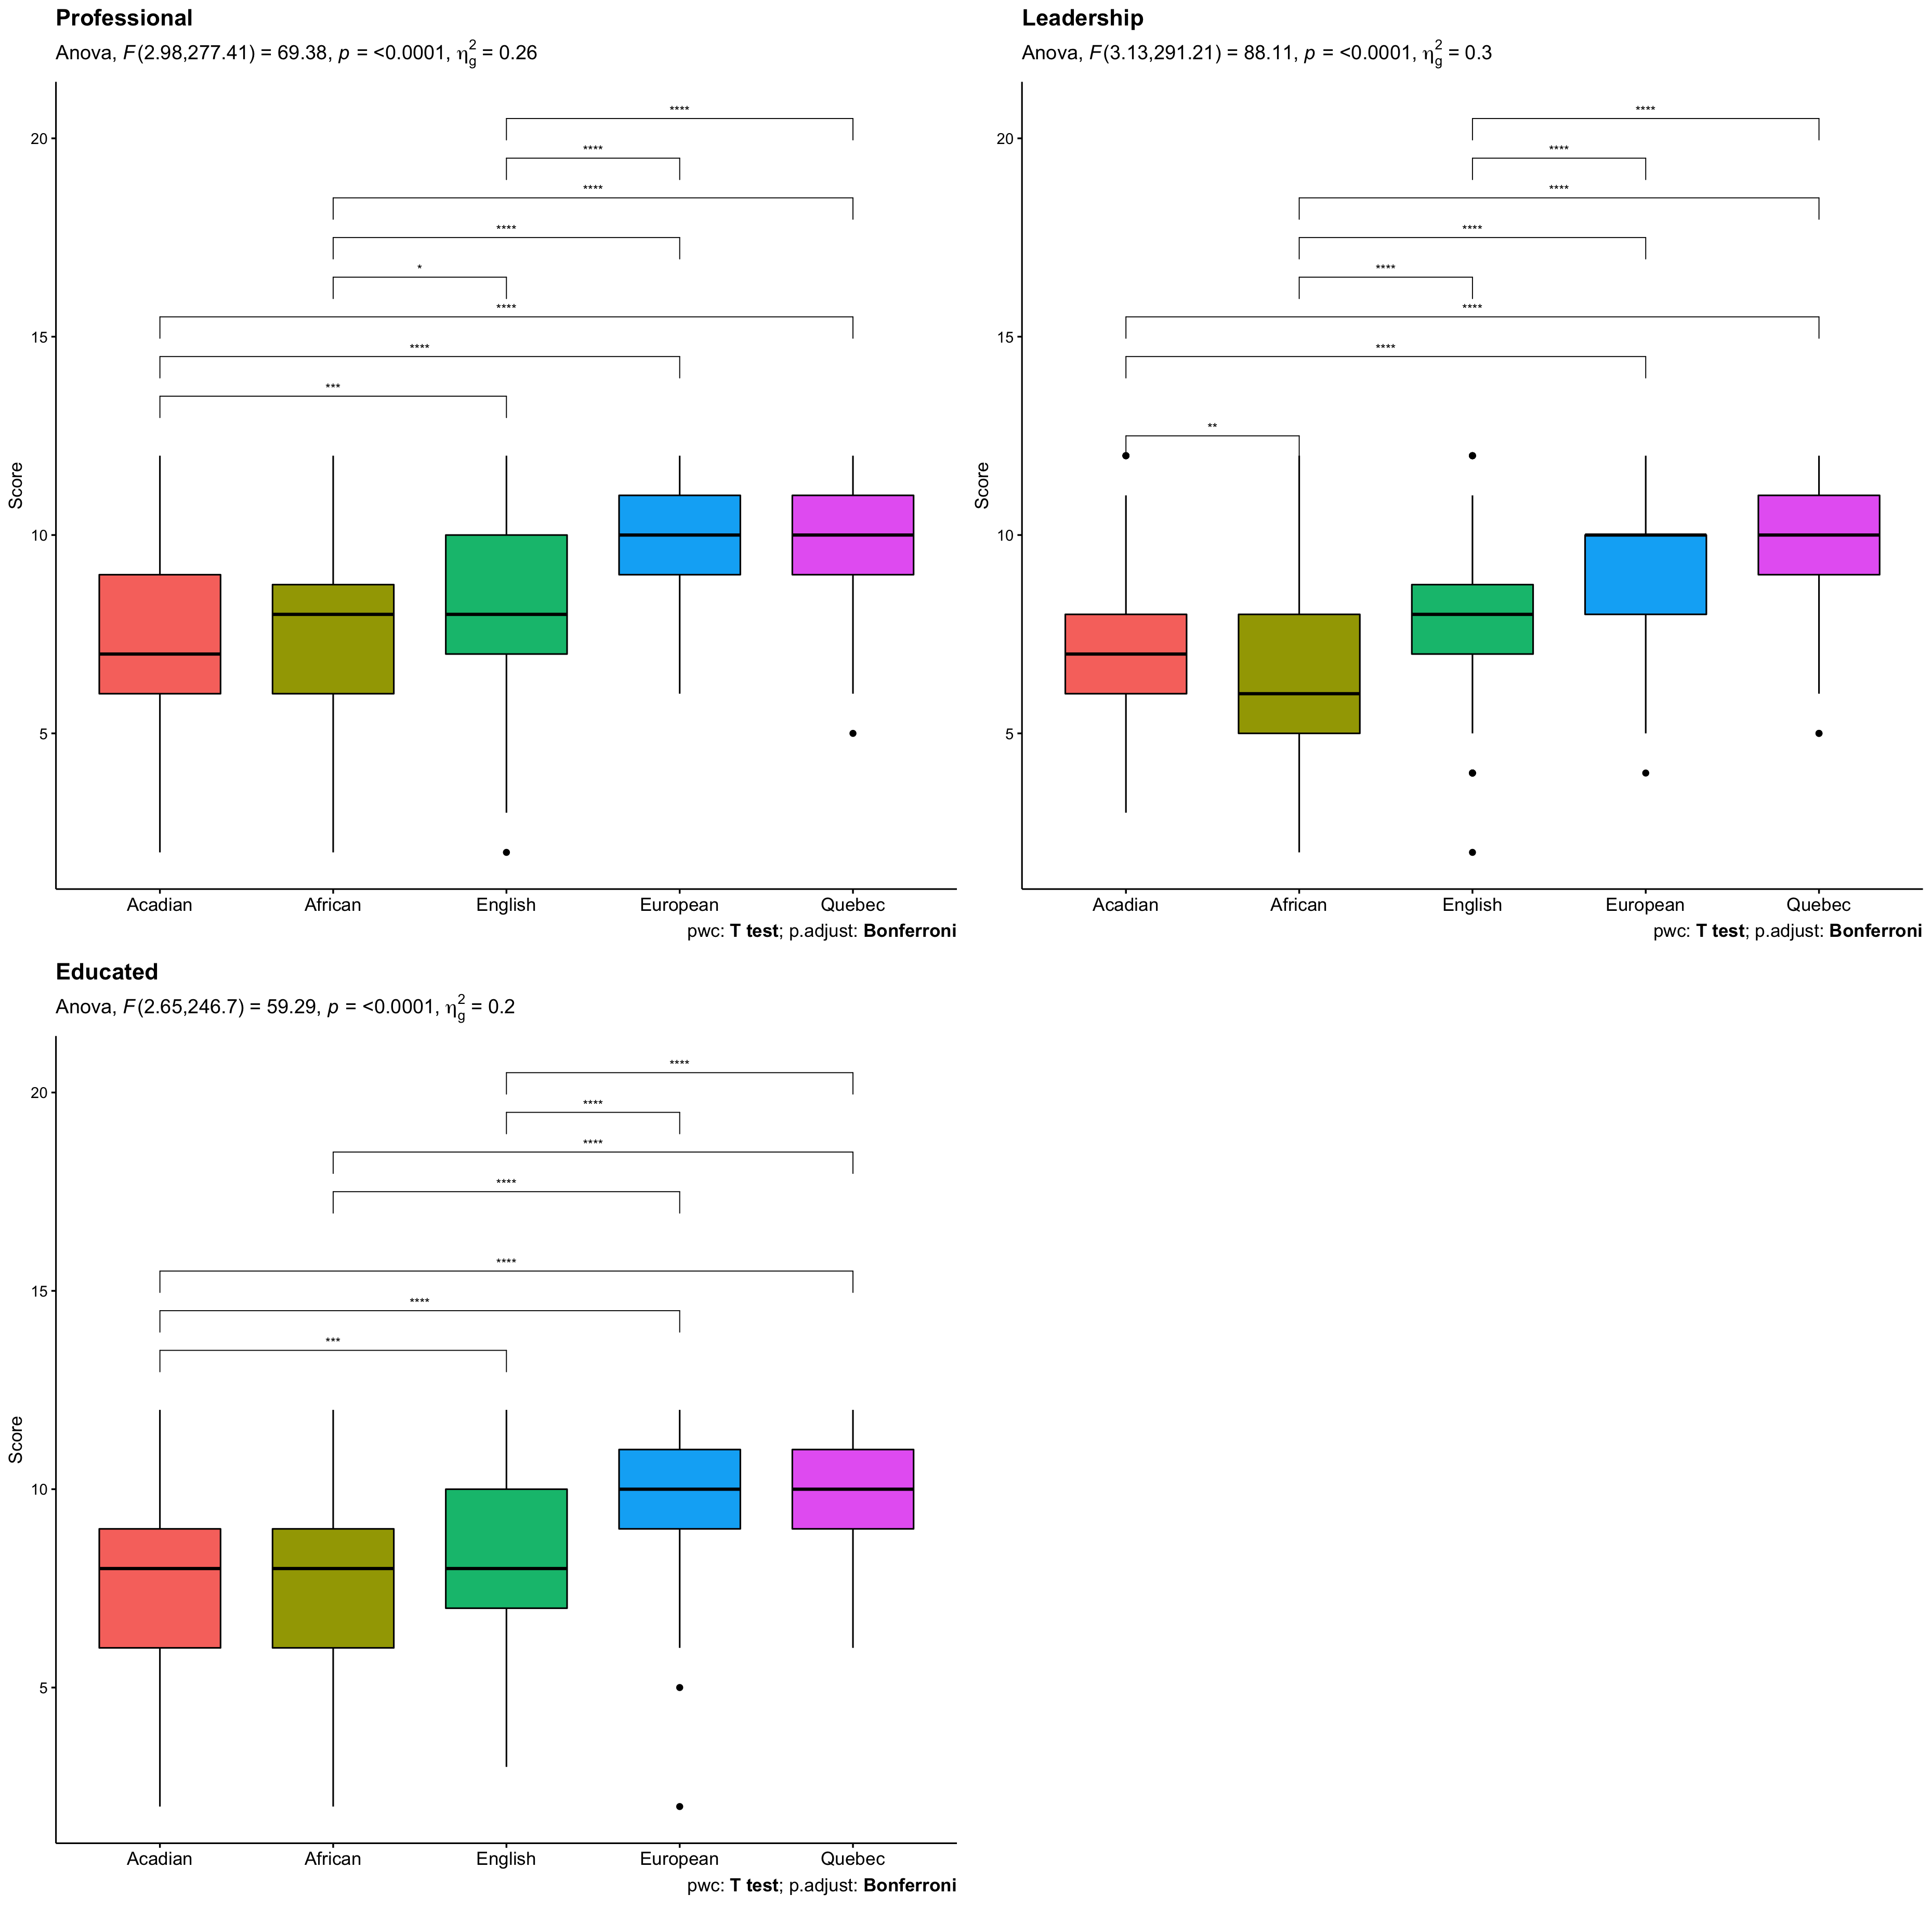 Professional
Anova, F(2.98,277.41) = 69.38, p = <0.0001, η²g = 0.26
****
****
****
****
*
****
****
***
20
15
10
5
Score
Acadian African English European Quebec
pwc: T test; p.adjust: Bonferroni
Leadership
Anova, F(3.13,291.21) = 88.11, p = <0.0001, η²g = 0.3
****
****
****
****
****
****
****
**
20
15
10
5
Score
Acadian African English European Quebec
pwc: T test; p.adjust: Bonferroni
Educated
Anova, F(2.65,246.7) = 59.29, p = <0.0001, η²g = 0.2
****
****
****
****
****
****
***
20
15
10
5
Score
Acadian African English European Quebec
pwc: T test; p.adjust: Bonferroni